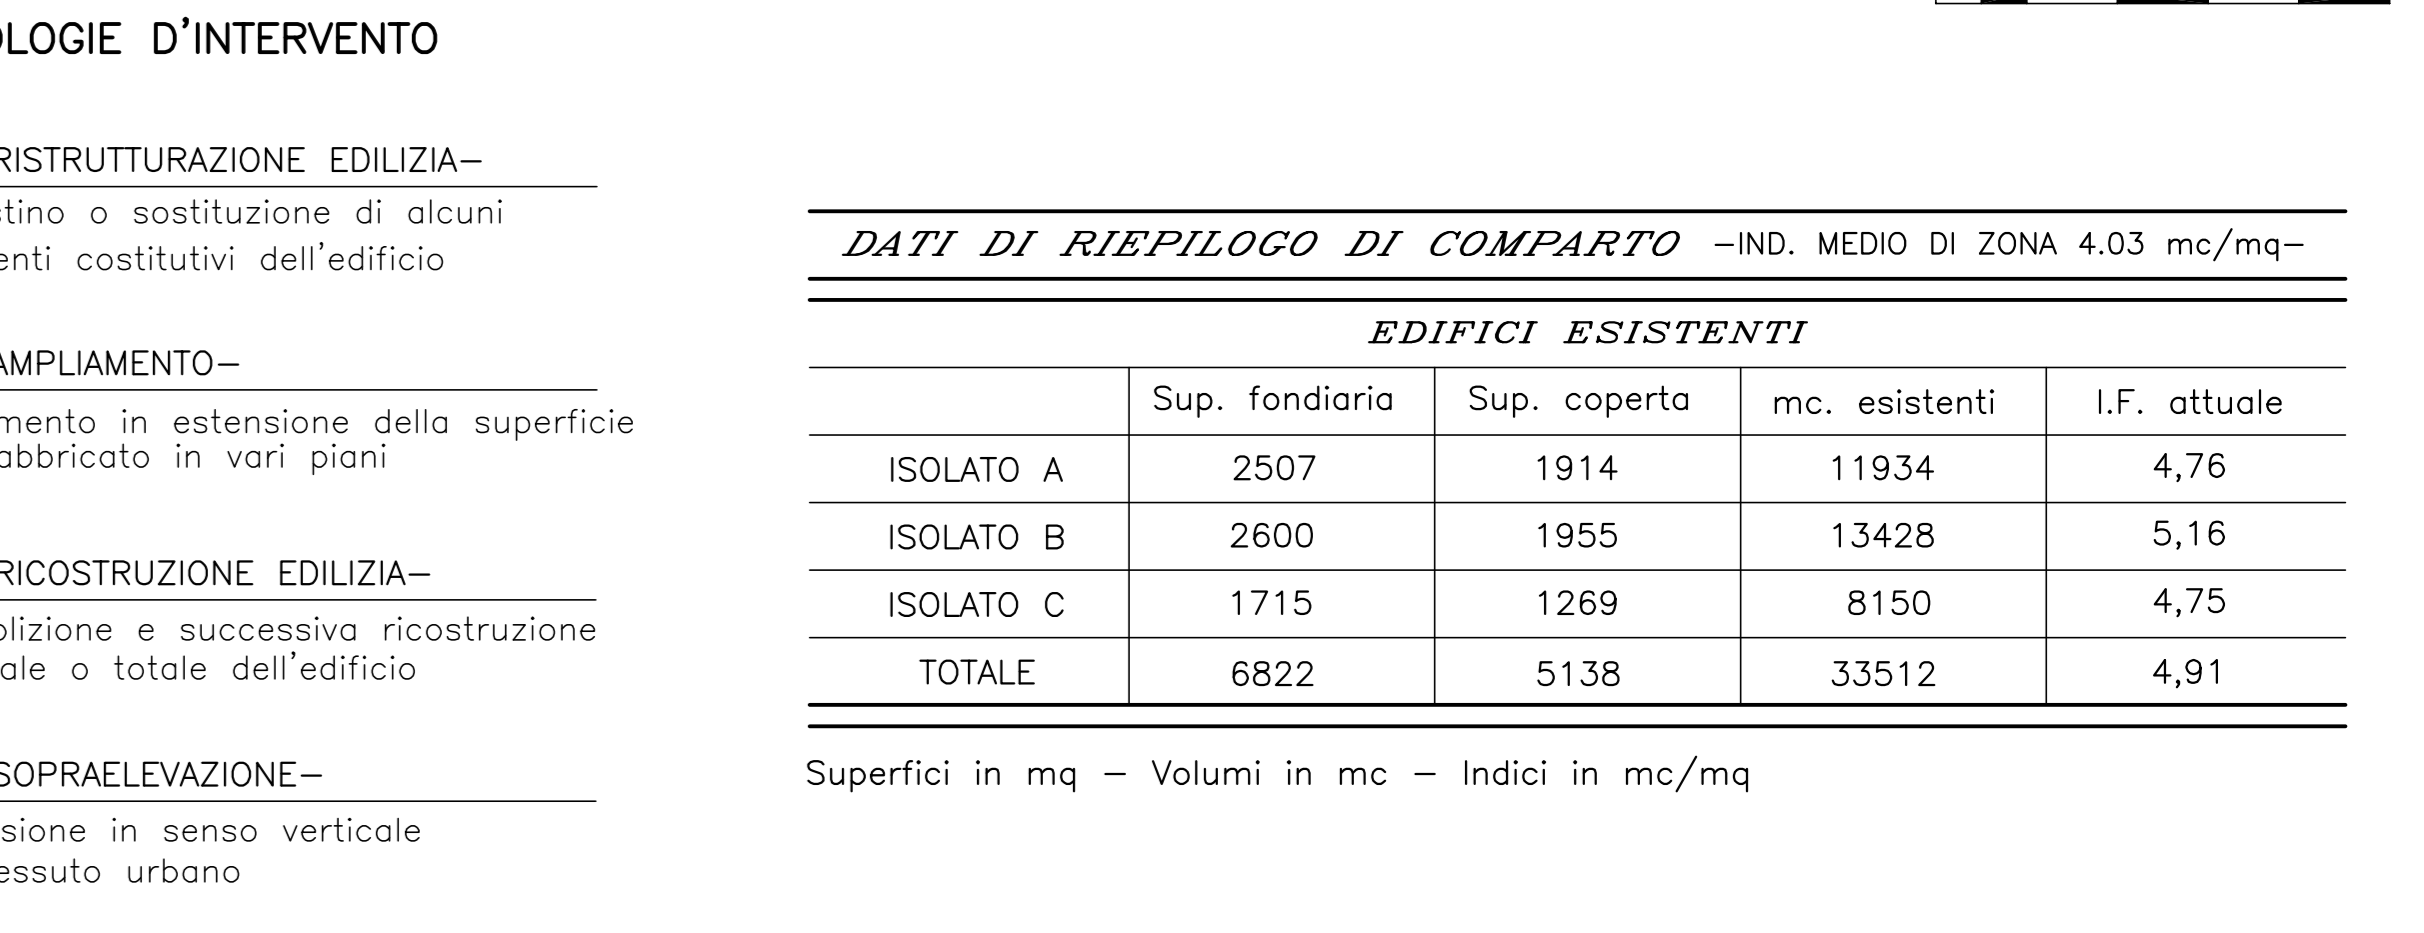 OLOGIE D'INTERVENTO
RISTRUTTURAZIONE EDILIZIA—
stino o sostituzione di alcuni
enti costitutivi dell'edificio
AMPLIAMENTO—
mento in estensione della superficie
abbricato in vari piani
RICOSTRUZIONE EDILIZIA—
olizione e successiva ricostruzione
ale o totale dell'edificio
SOPRAELEVAZIONE—
sione in senso verticale
essuto urbano
DATI DI RIEPILOGO DI COMPARTO —IND. MEDIO DI ZONA 4.03 mc/mq—
EDIFICI ESISTENTI
Sup. fondiaria Sup. coperta mc. esistenti I.F. attuale
ISOLATO A 2507 1914 11934 4,76
ISOLATO B 2600 1955 13428 5,16
ISOLATO C 1715 1269 8150 4,75
TOTALE 6822 5138 33512 4,91
Superfici in mq — Volumi in mc — Indici in mc/mq